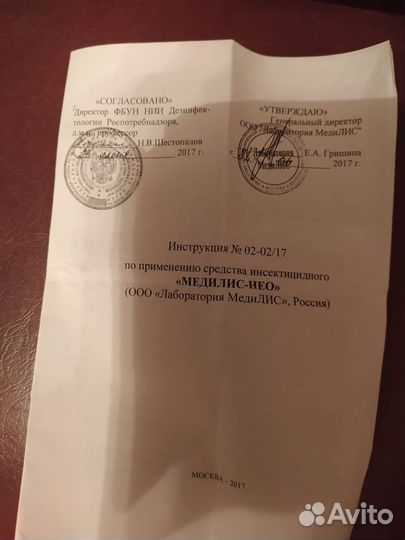 «СОГЛАСОВАНО»
Директор ФБУН НИИ Дезинфек-
тологии Роспотребнадзора,
д.м.н. профессор
Н.В.Шестопалов
2017 г.
«УТВЕРЖДАЮ»
Генеральный директор
ООО "Лаборатория МедиЛИС"
Е.А. Гришина
2017 г.
Инструкция № 02-02/17
по применению средства инсектицидного
«МЕДИЛИС-НЕО»
(ООО «Лаборатория МедиЛИС», Россия)
МОСКВА - 2017
Avito